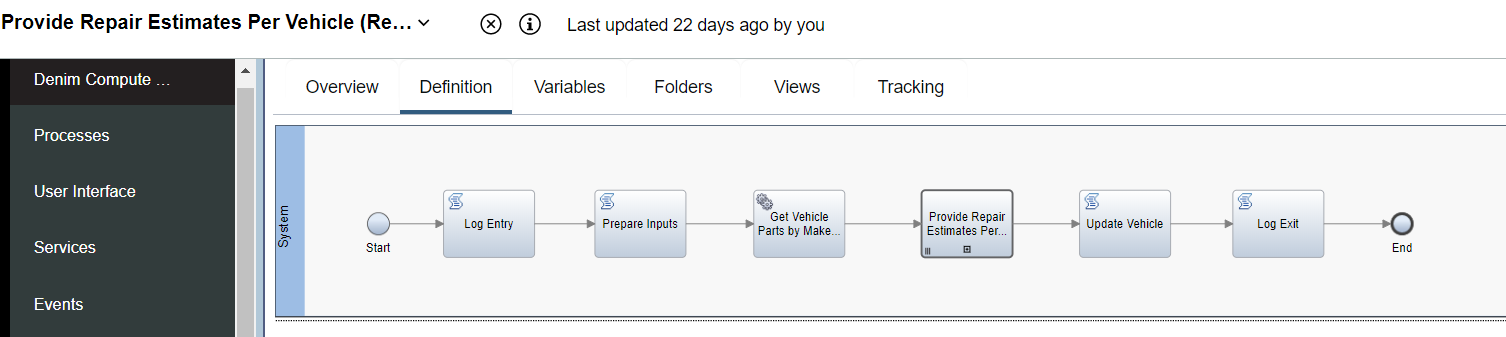 Provide Repair Estimates Per Vehicle (Re...
Last updated 22 days ago by you
Denim Compute ...
Processes
User Interface
Services
Events
Overview
Definition
Variables
Folders
Views
Tracking
System
Start
Log Entry
Prepare Inputs
Get Vehicle
Parts by Make...
Provide Repair
Estimates Per...
Update Vehicle
Log Exit
End